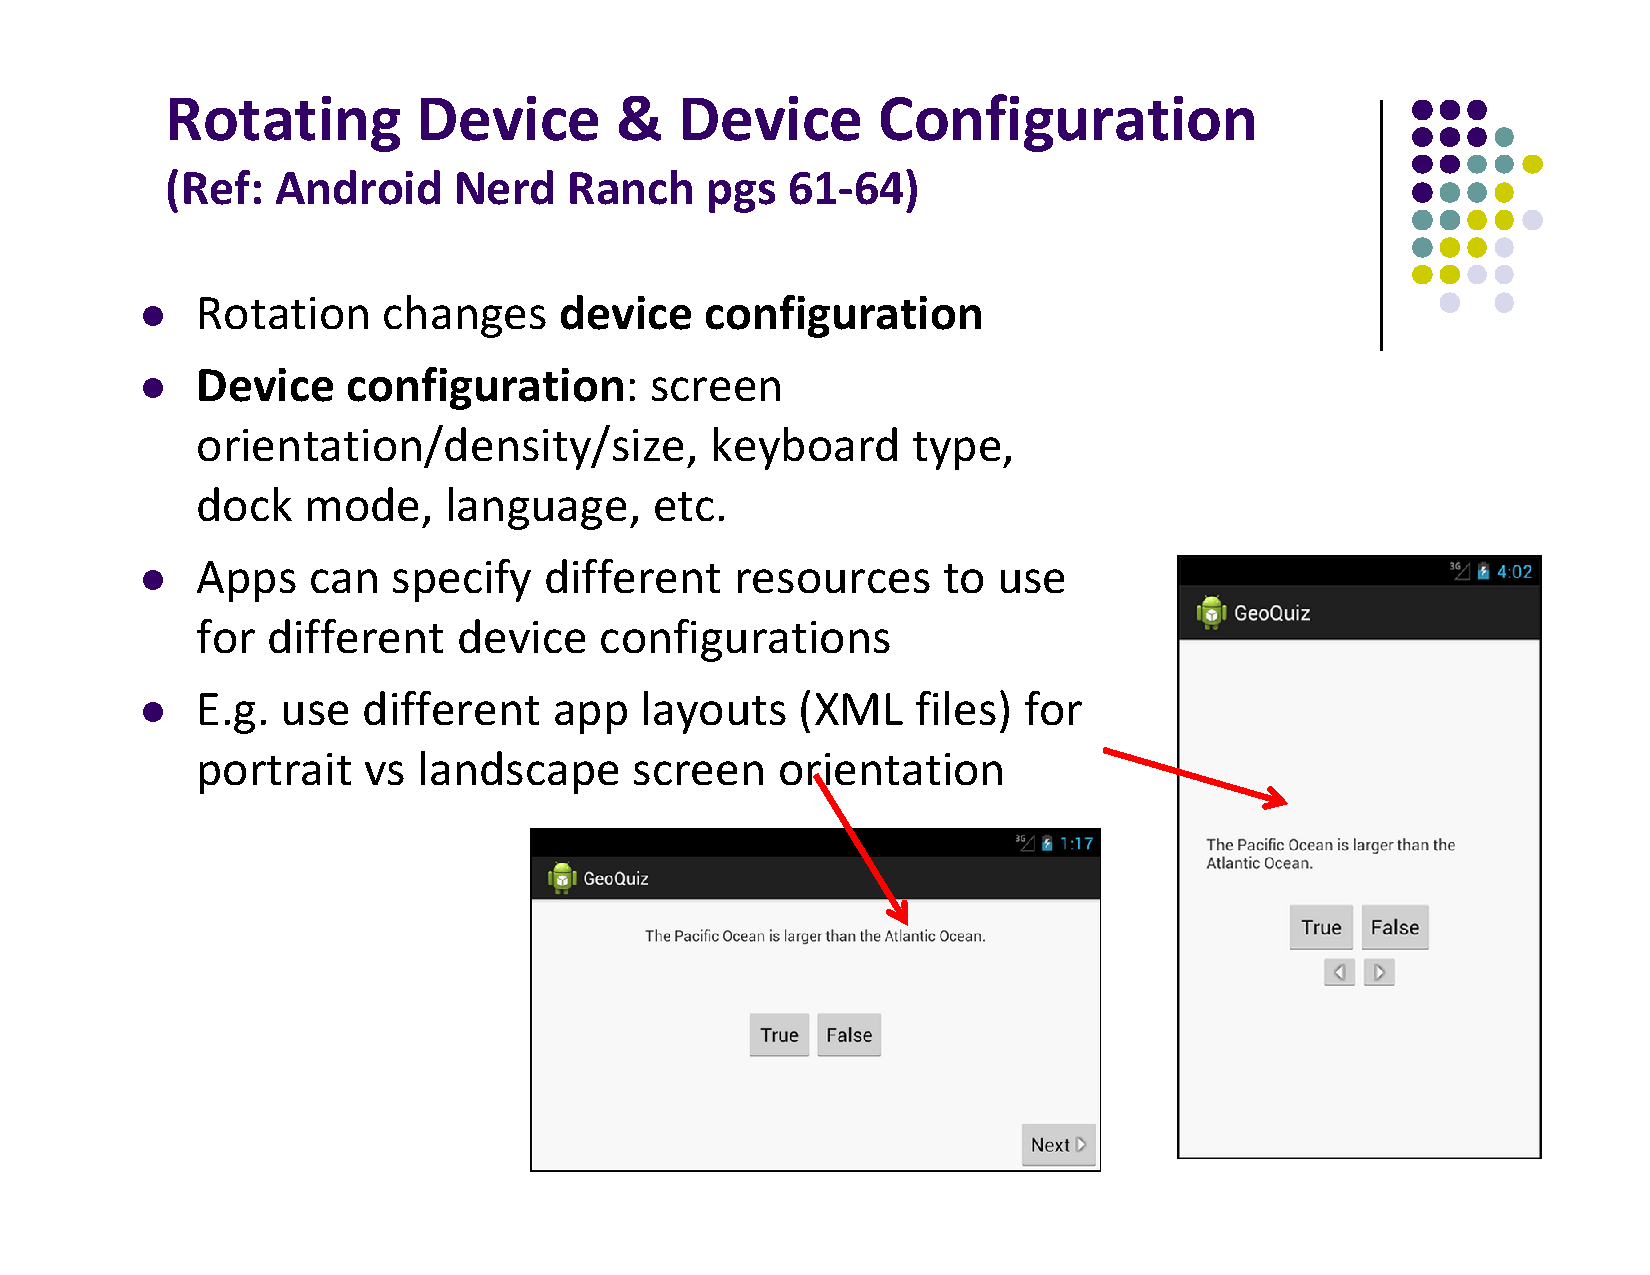 Rotating Device & Device Configuration
(Ref: Android Nerd Ranch pgs 61-64)
Rotation changes device configuration
Device configuration: screen
orientation/density/size, keyboard type,
dock mode, language, etc.
Apps can specify different resources to use
for different device configurations
E.g. use different app layouts (XML files) for
portrait vs landscape screen orientation
3G 1:17
GeoQuiz
The Pacific Ocean is larger than the Atlantic Ocean.
True False
Next
3G 4:02
GeoQuiz
The Pacific Ocean is larger than the
Atlantic Ocean.
True False